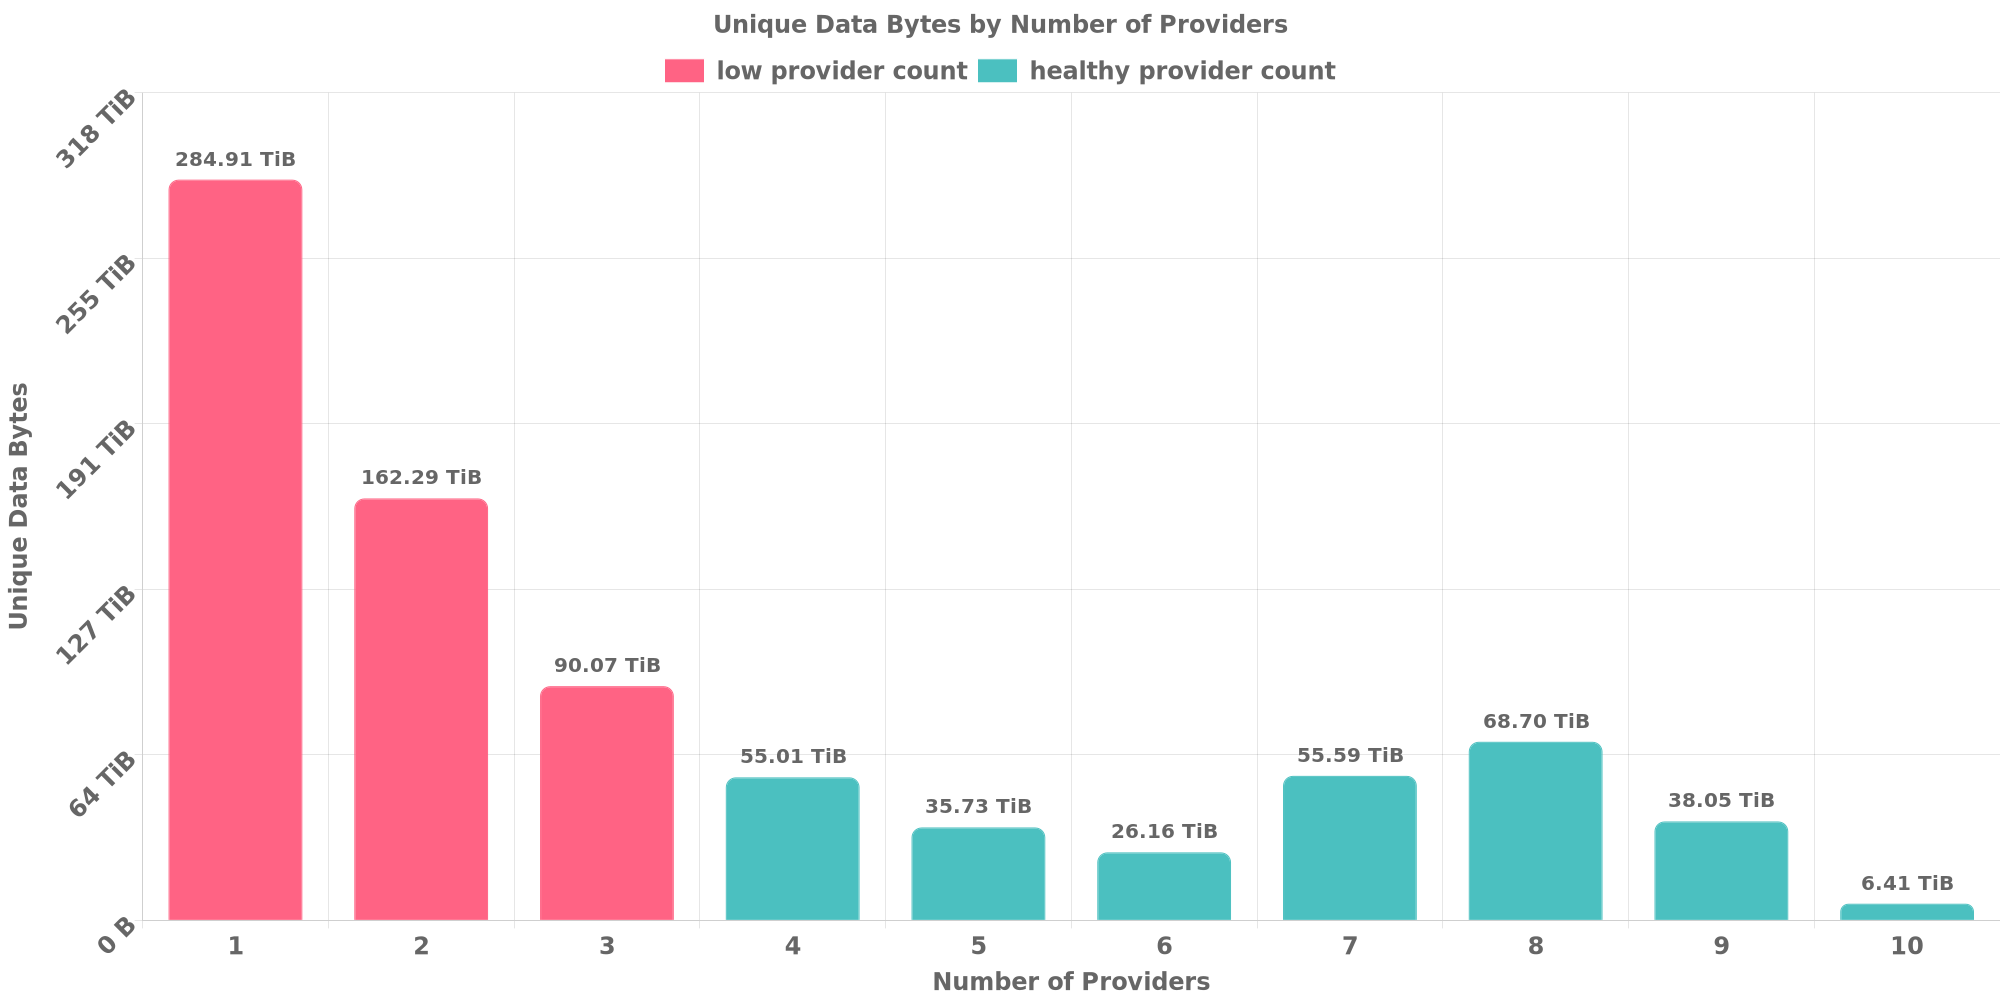 Unique Data Bytes by Number of Providers
low provider count healthy provider count
318 TiB
255 TiB
191 TiB
127 TiB
64 TiB
0 B
Unique Data Bytes
284.91 TiB
162.29 TiB
90.07 TiB
55.01 TiB
35.73 TiB
26.16 TiB
55.59 TiB
68.70 TiB
38.05 TiB
6.41 TiB
1 2 3 4 5 6 7 8 9 10
Number of Providers